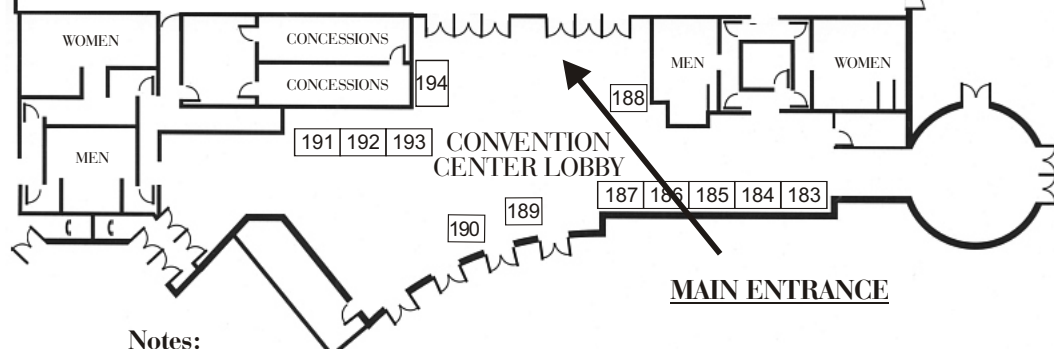 WOMEN
CONCESSIONS
CONCESSIONS
MEN
WOMEN
194
188
191 192 193
CONVENTION
CENTER LOBBY
MEN
187 186 185 184 183
189
190
MAIN ENTRANCE
Notes: